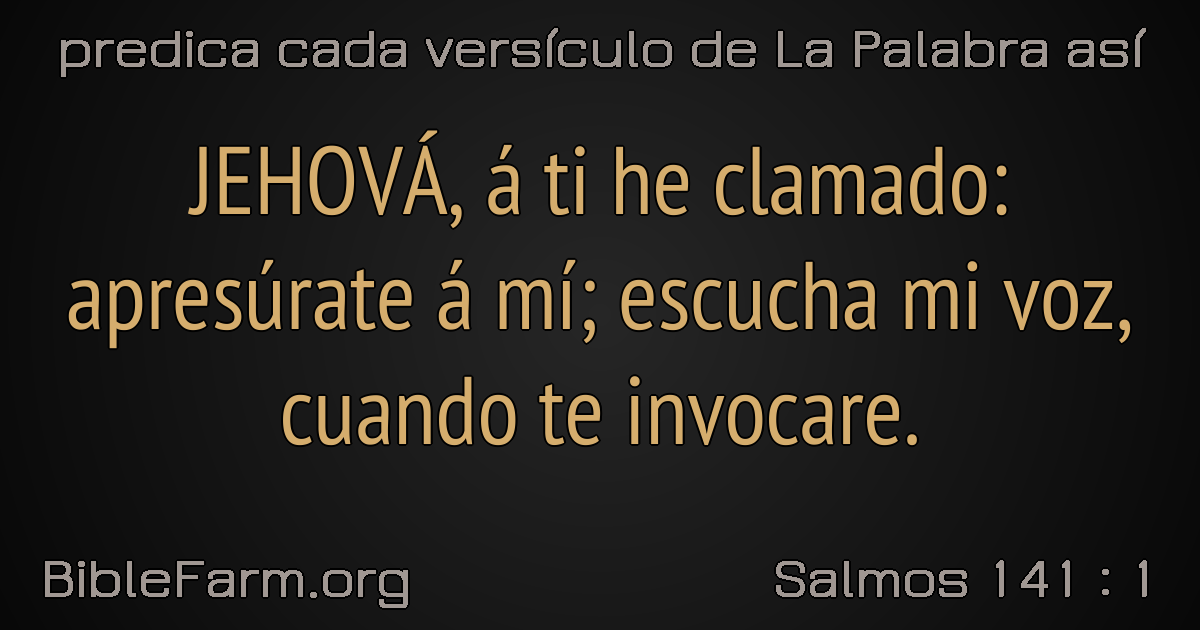 predica cada versículo de La Palabra así
JEHOVÁ, á ti he clamado:
apresúrate á mí; escucha mi voz,
cuando te invocare.
BibleFarm.org
Salmos 141 : 1